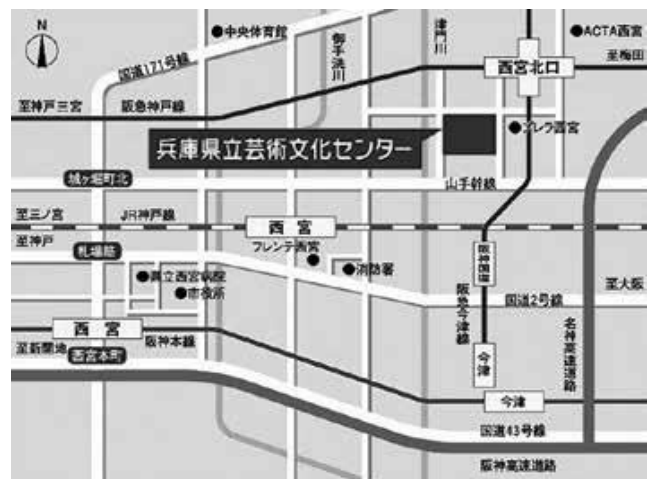 N
中央体育館
御手洗川
津門川
ACTA西宮
国道171号線
西宮北口
至梅田
至神戸三宮
阪急神戸線
プレラ西宮
兵庫県立芸術文化センター
城ヶ堀町北
山手幹線
至三ノ宮
JR神戸線
西宮
至神戸
札場筋
フレンテ西宮
阪神国道
県立西宮病院
消防署
市役所
阪急今津線
至大阪
国道2号線
西宮
名神高速道路
至新開地
西宮本町
阪神本線
今津
今津
国道43号線
阪神高速道路